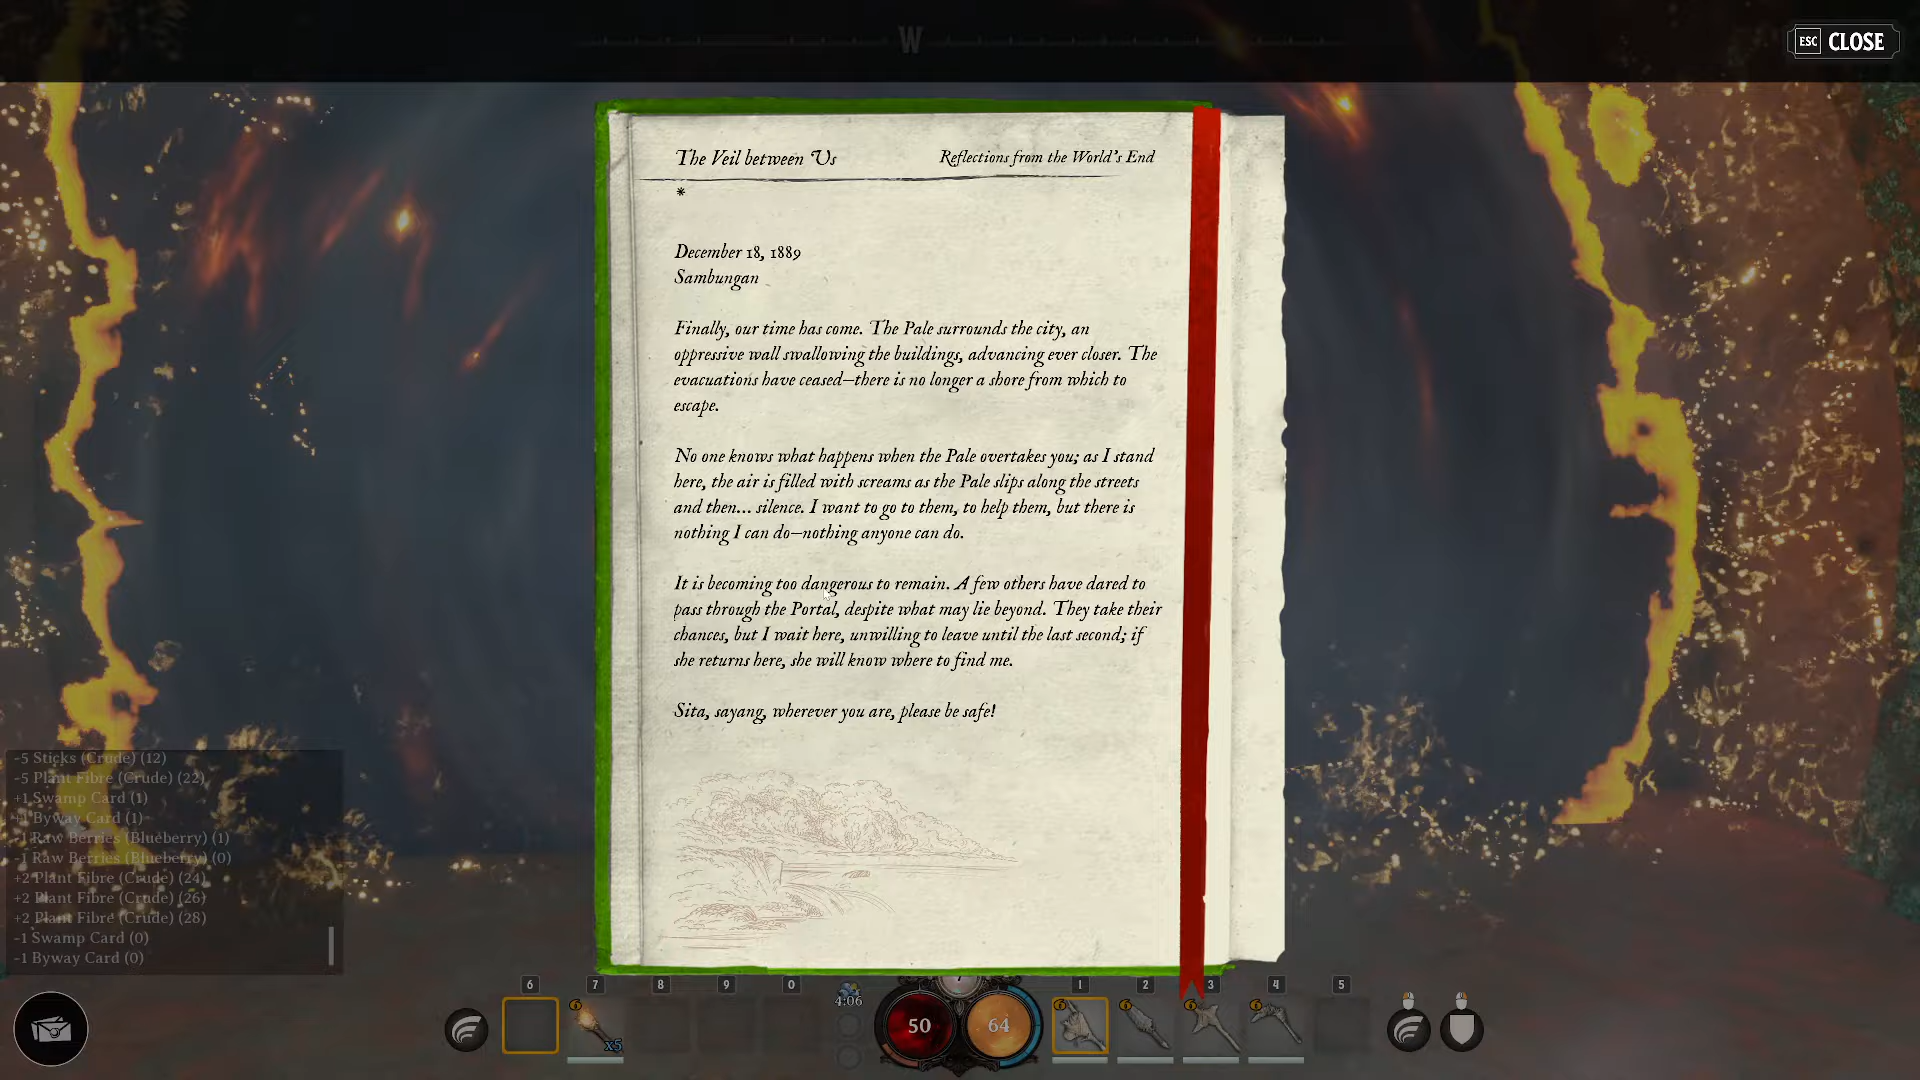 W
ESC CLOSE
The Veil between Us
Reflections from the World's End
*
December 18, 1889
Sambungan
Finally, our time has come. The Pale surrounds the city, an
oppressive wall swallowing the buildings, advancing ever closer. The
evacuations have ceased—there is no longer a shore from which to
escape.
No one knows what happens when the Pale overtakes you; as I stand
here, the air is filled with screams as the Pale slips along the streets
and then... silence. I want to go to them, to help them, but there is
nothing I can do—nothing anyone can do.
It is becoming too dangerous to remain. A few others have dared to
pass through the Portal, despite what may lie beyond. They take their
chances, but I wait here, unwilling to leave until the last second; if
she returns here, she will know where to find me.
Sita, sayang, wherever you are, please be safe!
-5 Sticks (Crude) (12)
-5 Plant Fibre (Crude) (22)
+1 Swamp Card (1)
+1 Byway Card (1)
-1 Raw Berries (Blueberry) (1)
-1 Raw Berries (Blueberry) (0)
+2 Plant Fibre (Crude) (24)
+2 Plant Fibre (Crude) (26)
+2 Plant Fibre (Crude) (28)
-1 Swamp Card (0)
-1 Byway Card (0)
6 7 8 9 0
x5
4:06
50 64
1 2 3 4 5